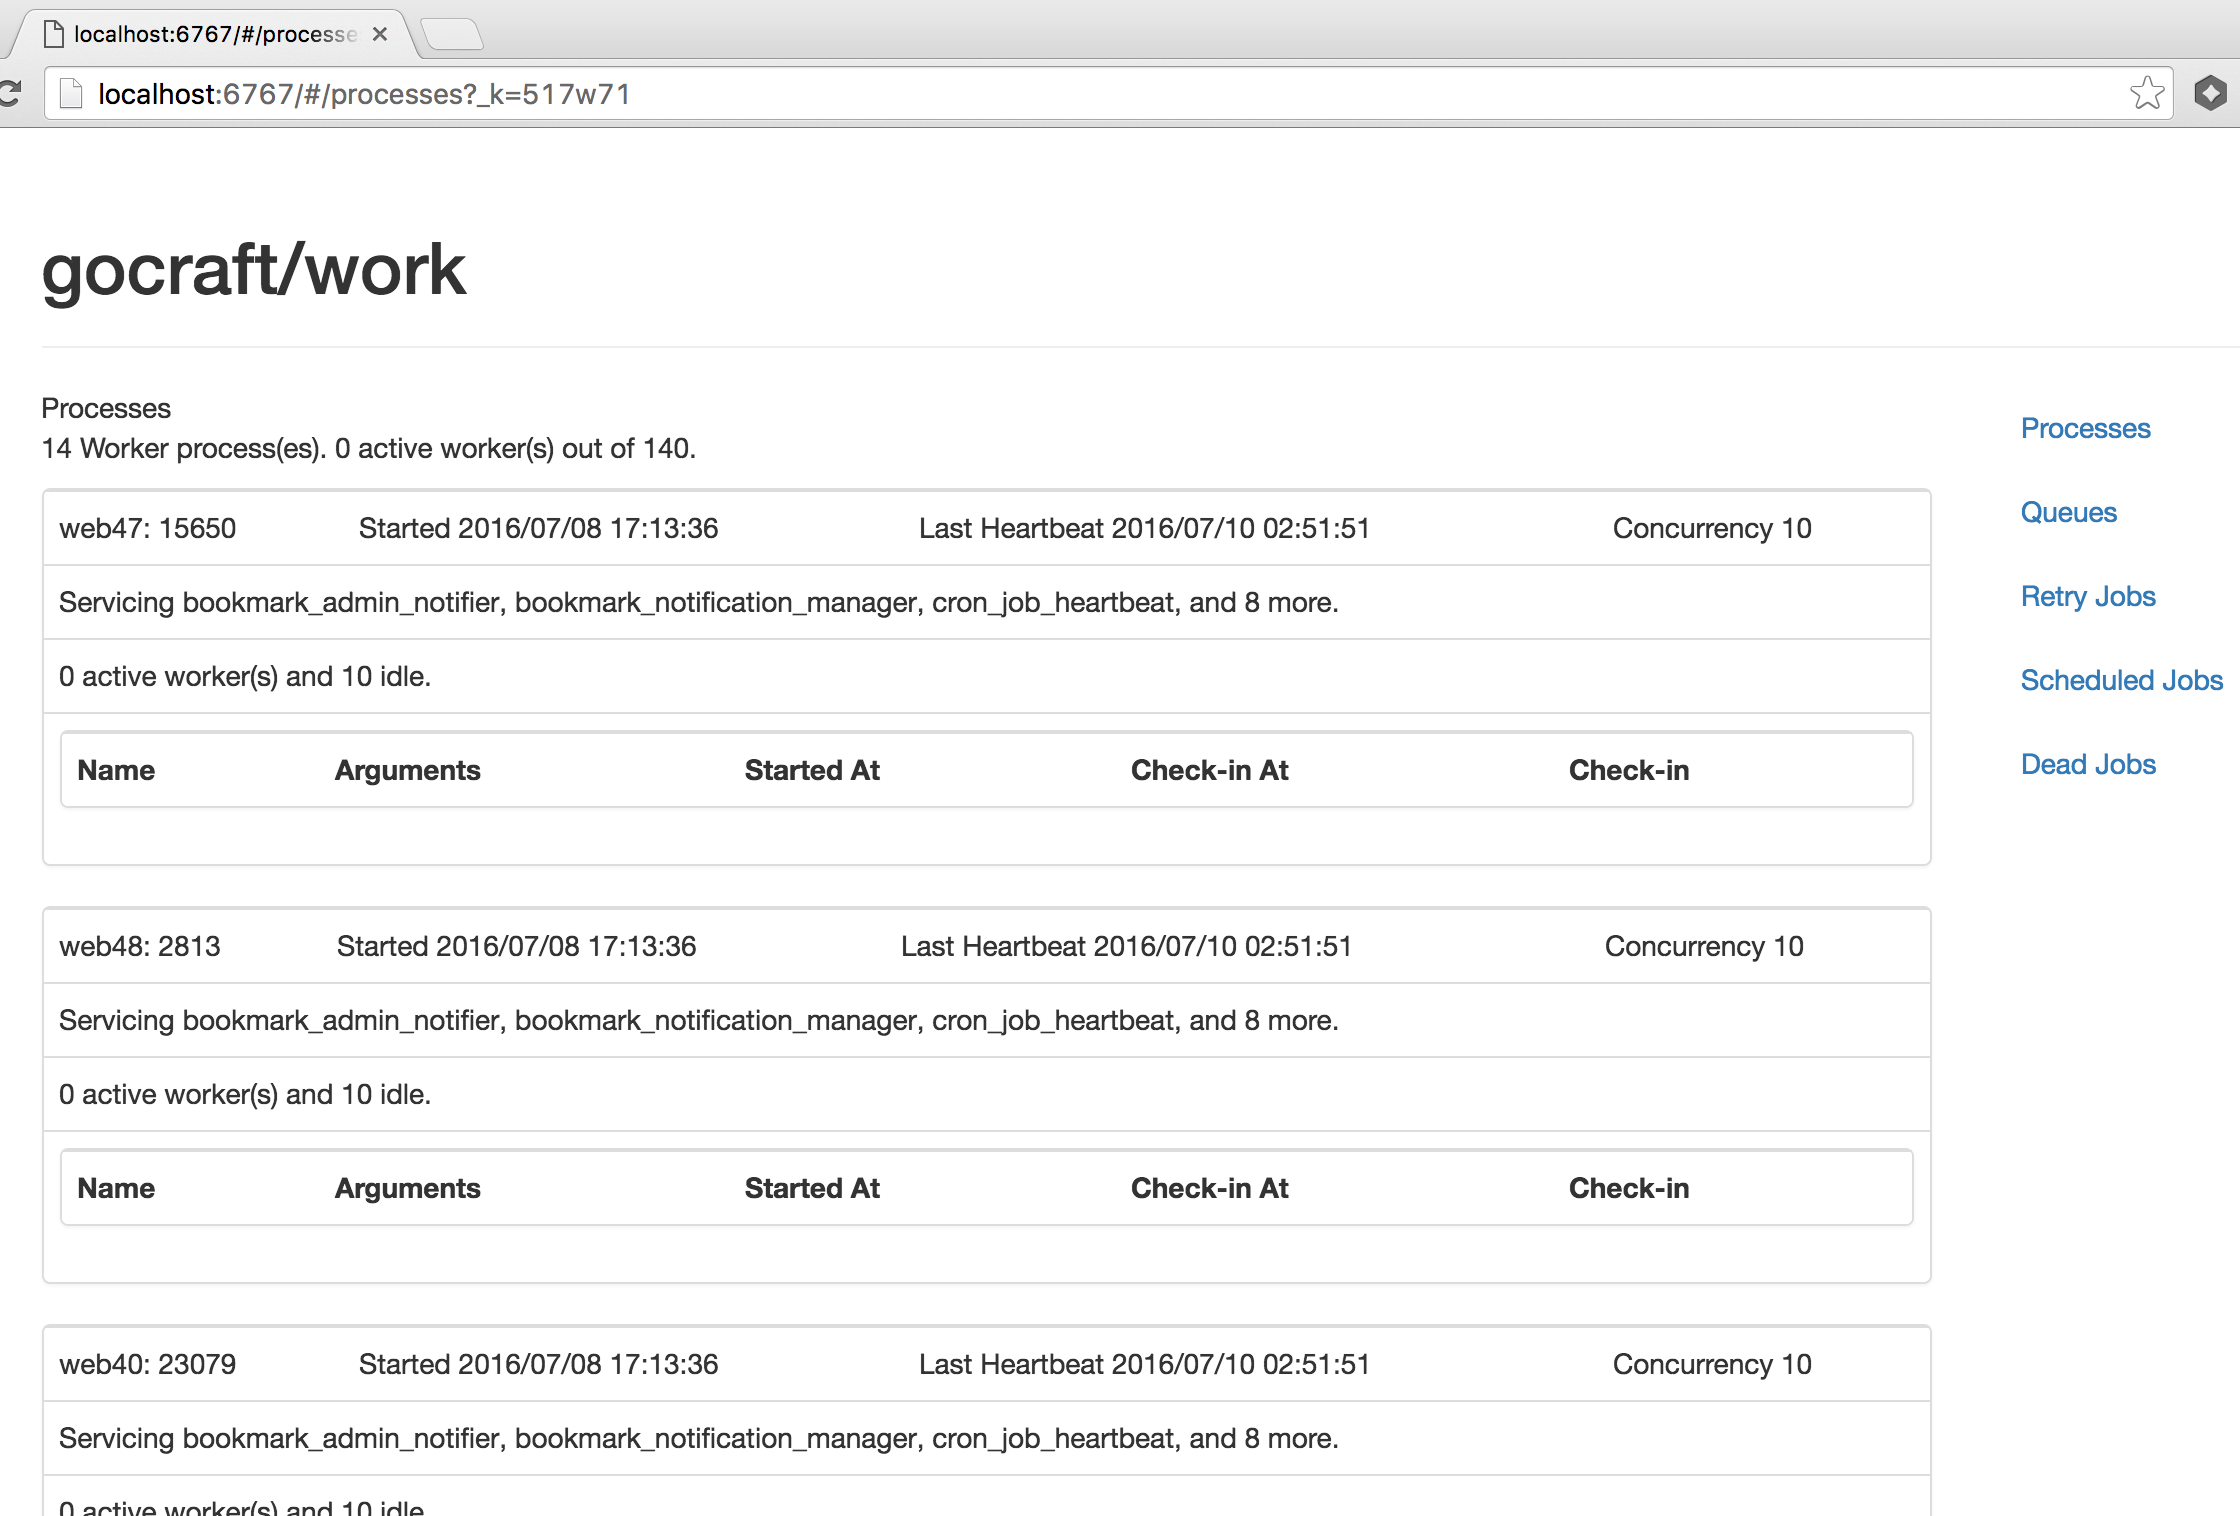 localhost:6767/#/processe
localhost:6767/#/processes?_k=517w71
gocraft/work
Processes
14 Worker process(es). 0 active worker(s) out of 140.
web47: 15650 Started 2016/07/08 17:13:36 Last Heartbeat 2016/07/10 02:51:51 Concurrency 10
Servicing bookmark_admin_notifier, bookmark_notification_manager, cron_job_heartbeat, and 8 more.
0 active worker(s) and 10 idle.
Name Arguments Started At Check-in At Check-in
web48: 2813 Started 2016/07/08 17:13:36 Last Heartbeat 2016/07/10 02:51:51 Concurrency 10
Servicing bookmark_admin_notifier, bookmark_notification_manager, cron_job_heartbeat, and 8 more.
0 active worker(s) and 10 idle.
Name Arguments Started At Check-in At Check-in
web40: 23079 Started 2016/07/08 17:13:36 Last Heartbeat 2016/07/10 02:51:51 Concurrency 10
Servicing bookmark_admin_notifier, bookmark_notification_manager, cron_job_heartbeat, and 8 more.
0 active worker(s) and 10 idle.
Processes
Queues
Retry Jobs
Scheduled Jobs
Dead Jobs